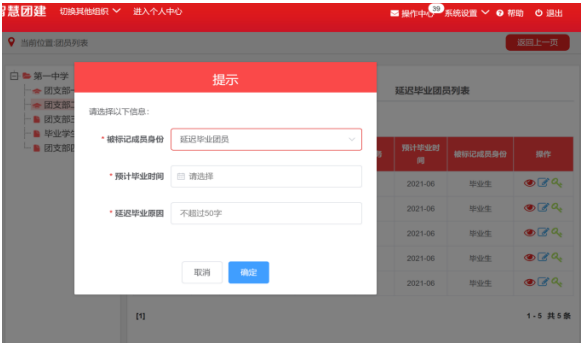 智慧团建 切换其他组织 进入个人中心 操作中心 39 系统设置 帮助 退出
当前位置:团员列表 返回上一页
第一中学
团支部
团支部二
团支部三
毕业学生
团支部四
提示
请选择以下信息:
* 被标记成员身份 延迟毕业团员
* 预计毕业时间 请选择
* 延迟毕业原因 不超过50字
取消 确定
延迟毕业团员列表
预计毕业时间 被标记成员身份 操作
2021-06 毕业生
2021-06 毕业生
2021-06 毕业生
2021-06 毕业生
2021-06 毕业生
[1] 1-5 共5条